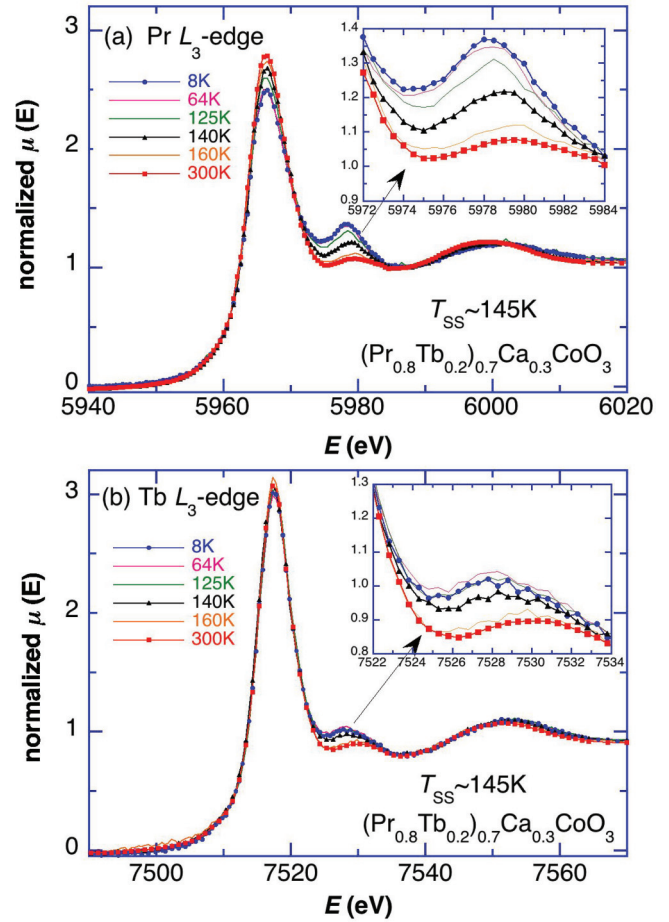 (a) Pr L3-edge
8K
64K
125K
140K
160K
300K
1.4
1.3
1.2
1.1
1.0
0.9
5972 5974 5976 5978 5980 5982 5984
3
2
1
0
normalized μ (E)
TSS~145K
(Pr0.8Tb0.2)0.7Ca0.3CoO3
5940 5960 5980 6000 6020
E (eV)
(b) Tb L3-edge
8K
64K
125K
140K
160K
300K
1.3
1.2
1.1
1.0
0.9
0.8
7522 7524 7526 7528 7530 7532 7534
3
2
1
0
normalized μ (E)
TSS~145K
(Pr0.8Tb0.2)0.7Ca0.3CoO3
7500 7520 7540 7560
E (eV)